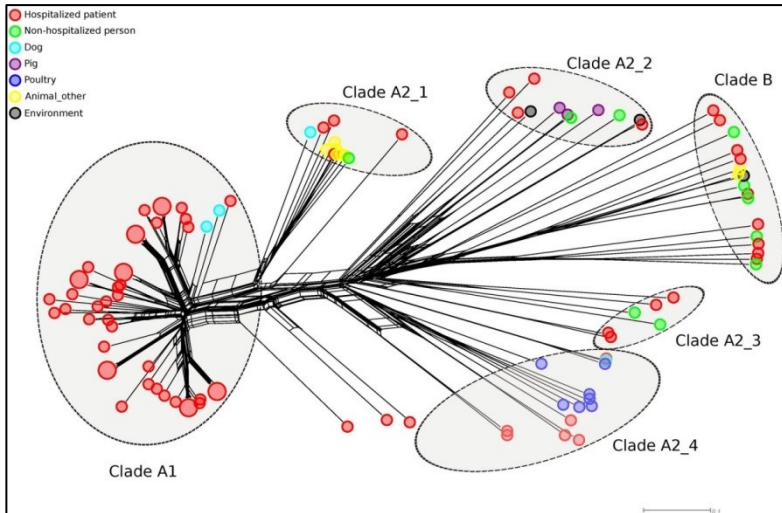 Hospitalized patient
Non-hospitalized person
Dog
Pig
Poultry
Animal_other
Environment
Clade A2_1
Clade A2_2
Clade B
Clade A2_3
Clade A2_4
Clade A1